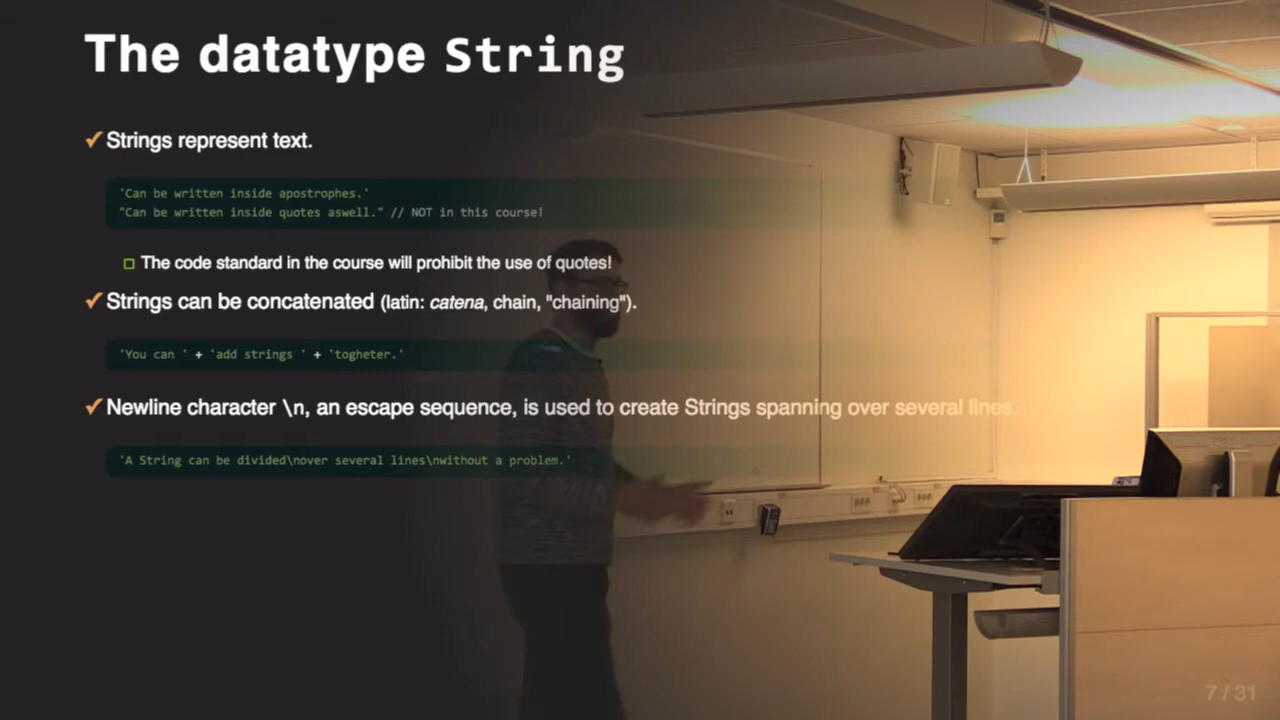 The datatype String
✔ Strings represent text.
'Can be written inside apostrophes.'
"Can be written inside quotes aswell." // NOT in this course!
The code standard in the course will prohibit the use of quotes!
✔ Strings can be concatenated (latin: catena, chain, "chaining").
'You can ' + 'add strings ' + 'togheter.'
✔ Newline character \n, an escape sequence, is used to create Strings spanning over several lines.
'A String can be divided\nover several lines\nwithout a problem.'
7 / 31